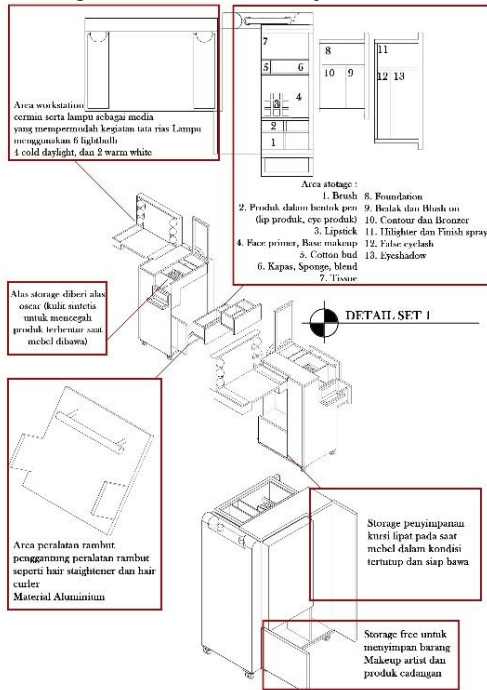 7
5
6
3
4
2
1
8
10
9
11
12
13
Area workstation
cermin serta lampu sebagai media
yang mempermudah kegiatan tata rias Lampu
menggunakan 6 lighthulb
4 cold daylight, dan 2 warm white
Area stotage :
1. Brush
2. Produk dalam bentuk pen
(lip produk, eye produk)
3. Lipstick
4. Face primer, Base makeup
5. Cotton bud
6. Kapas, Sponge, blend
7. Tissue
8. Foundation
9. Bedak dan Blush on
10. Contour dan Bronzer
11. Hilighter dan Finish spray
12. False eyelash
13. Eyeshadow
Alas storage diberi alas
oscar (kulit sintetis
untuk mencegah
produk terbentur saat
mebel dibawa)
DETAIL SET 1
Area peralatan rambut
penggantung peralatan rambut
seperti hair staightener dan hair
curler
Material Aluminium
Storage penyimpanan
kursi lipat pada saat
mebel dalam kondisi
tertutup dan siap bawa
Storage free untuk
menyimpan barang
Makeup artist dan
produk cadangan